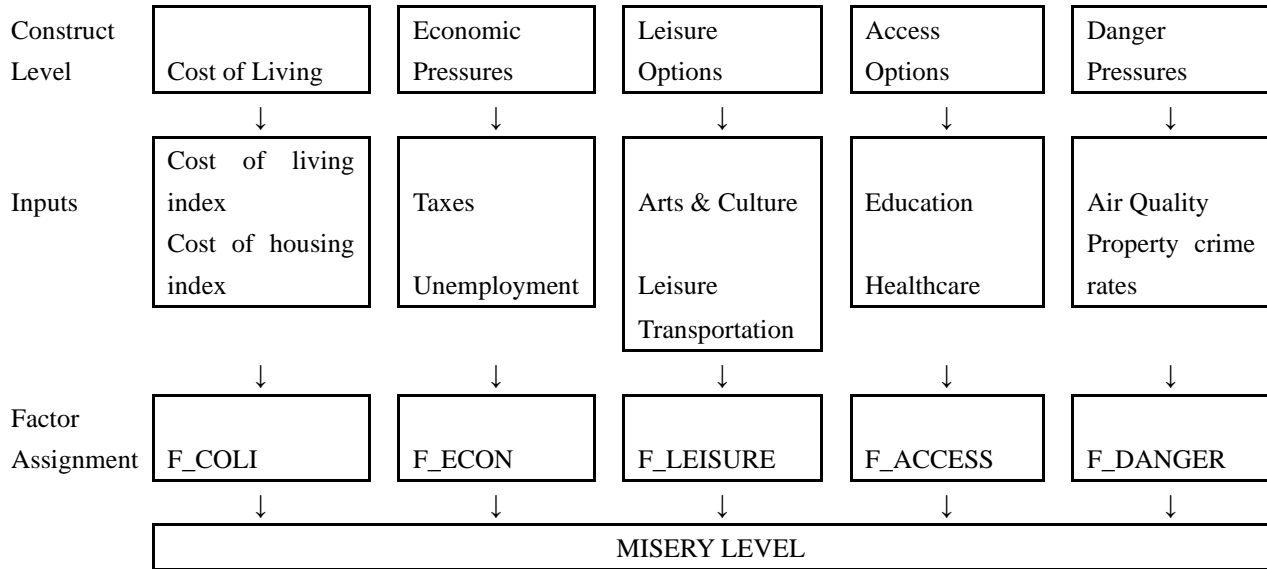 Construct Level
Cost of Living
Economic Pressures
Leisure Options
Access Options
Danger Pressures
↓ ↓ ↓ ↓ ↓
Inputs
Cost of living
index
Cost of housing
index
Taxes
Unemployment
Arts & Culture
Leisure
Transportation
Education
Healthcare
Air Quality
Property crime
rates
↓ ↓ ↓ ↓ ↓
Factor
Assignment
F_COLI
F_ECON
F_LEISURE
F_ACCESS
F_DANGER
↓ ↓ ↓ ↓ ↓
MISERY LEVEL